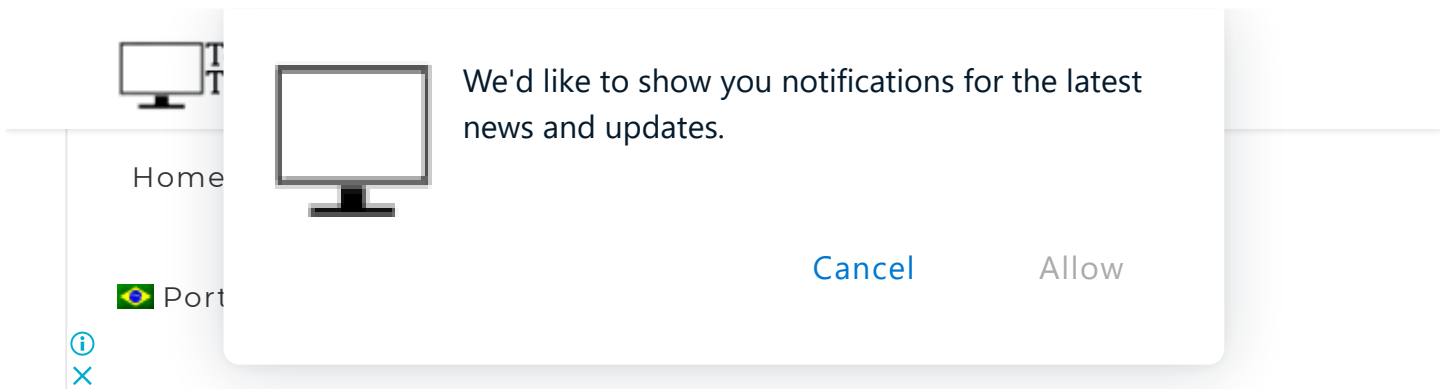 T
T
We'd like to show you notifications for the latest
news and updates.
Home
Cancel Allow
Port